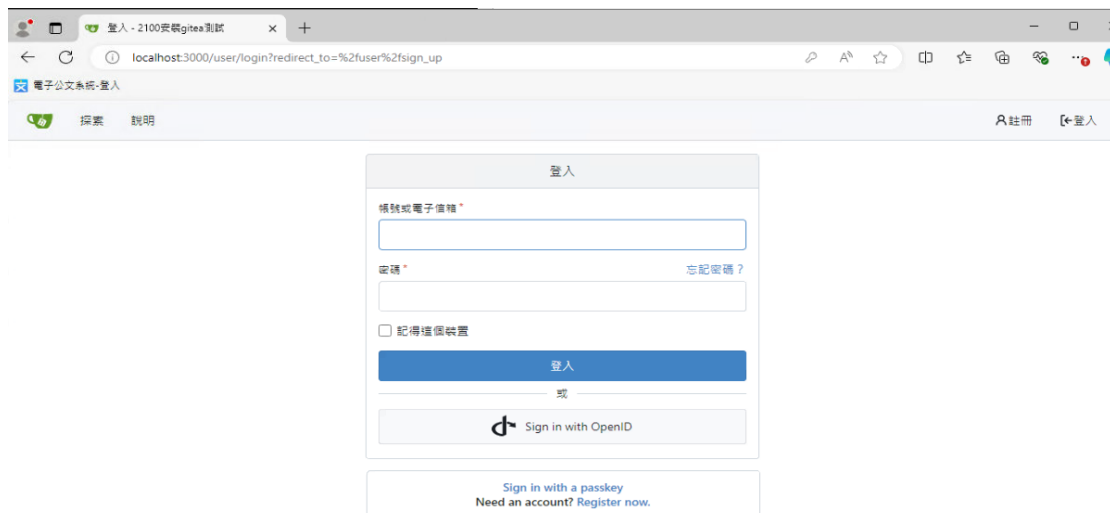 登入 - 2100安裝gitea測試
localhost:3000/user/login?redirect_to=%2fuser%2fsign_up
電子公文系統-登入
探索 說明 註冊 登入
登入
帳號或電子信箱*
密碼* 忘記密碼？
記得這個裝置
登入
或
Sign in with OpenID
Sign in with a passkey
Need an account? Register now.